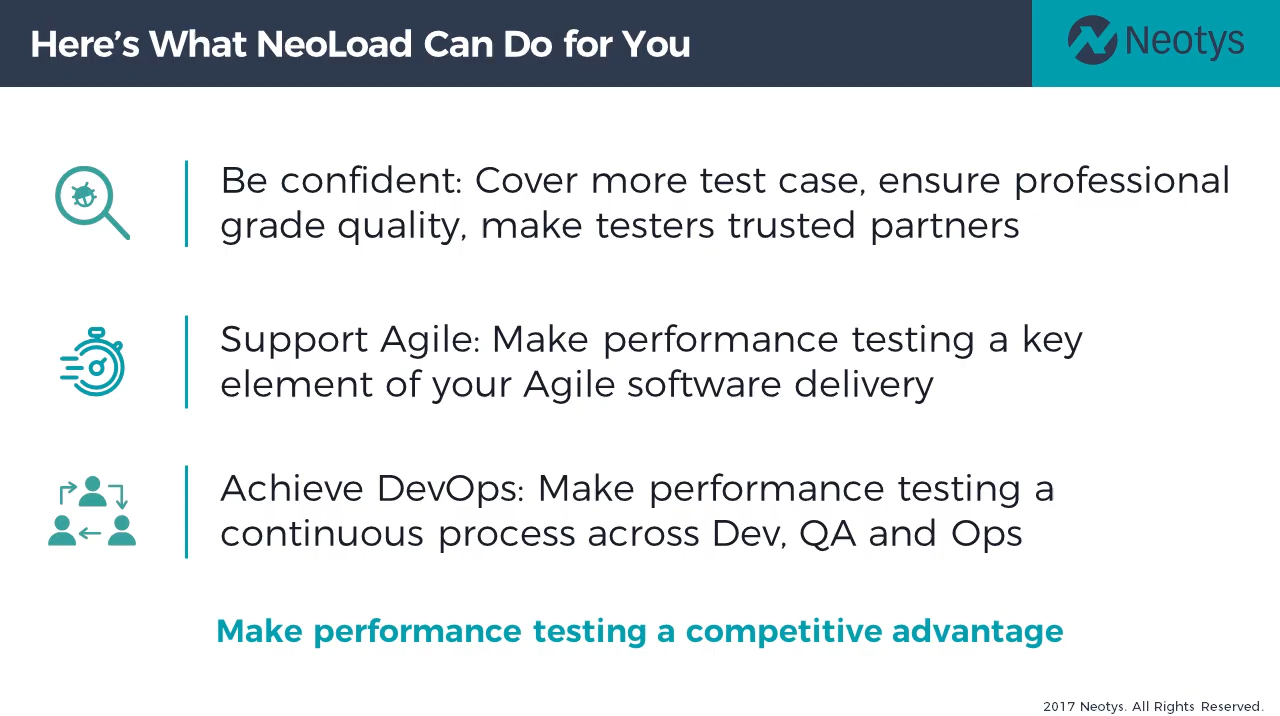 Here’s What NeoLoad Can Do for You
Neotys
Be confident: Cover more test case, ensure professional
grade quality, make testers trusted partners
Support Agile: Make performance testing a key
element of your Agile software delivery
Achieve DevOps: Make performance testing a
continuous process across Dev, QA and Ops
Make performance testing a competitive advantage
2017 Neotys. All Rights Reserved.